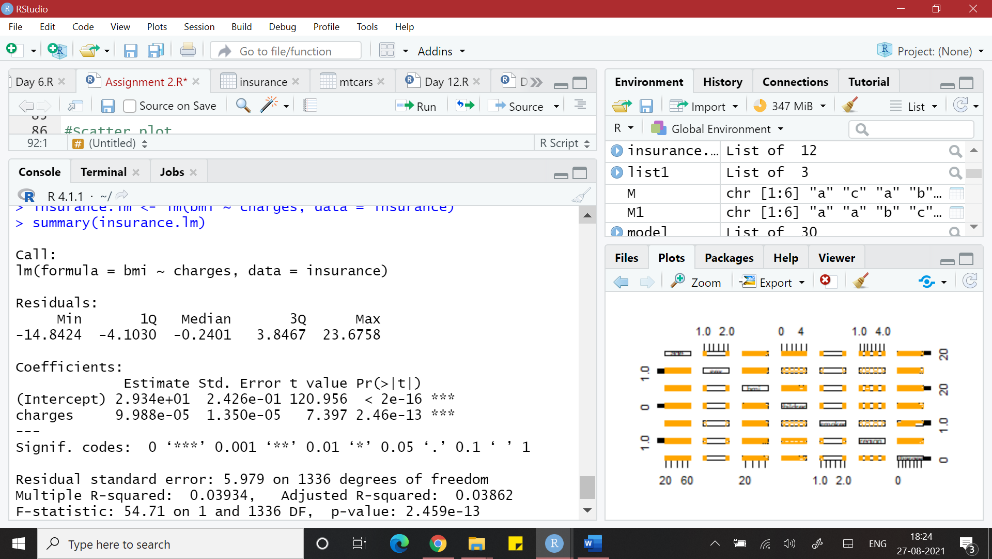 RStudio
File Edit Code View Plots Session Build Debug Profile Tools Help
Go to file/function
Addins
Project: (None)
Day 6.R
Assignment 2.R*
insurance
mtcars
Day 12.R
Source on Save
Run
Source
86 #Scatter plot
92:1
(Untitled)
R Script
Console Terminal Jobs
R 4.1.1 · ~/
> insurance.lm <- lm(bmi ~ charges, data = insurance)
> summary(insurance.lm)
Call:
lm(formula = bmi ~ charges, data = insurance)
Residuals:
Min 1Q Median 3Q Max
-14.8424 -4.1030 -0.2401 3.8467 23.6758
Coefficients:
Estimate Std. Error t value Pr(>|t|)
(Intercept) 2.934e+01 2.426e-01 120.956 < 2e-16 ***
charges 9.988e-05 1.350e-05 7.397 2.46e-13 ***
---
Signif. codes: 0 ‘***’ 0.001 ‘**’ 0.01 ‘*’ 0.05 ‘.’ 0.1 ‘ ’ 1
Residual standard error: 5.979 on 1336 degrees of freedom
Multiple R-squared: 0.03934, Adjusted R-squared: 0.03862
F-statistic: 54.71 on 1 and 1336 DF, p-value: 2.459e-13
Environment History Connections Tutorial
Import
347 MiB
List
R
Global Environment
insurance.… List of 12
list1 List of 3
M chr [1:6] "a" "c" "a" "b"…
M1 chr [1:6] "a" "a" "b" "c"…
model List of 30
Files Plots Packages Help Viewer
Zoom
Export
1.0 2.0 0 4 1.0 4.0
20
1.0
20
0
1.0
1.0
0
20 60 20 1.0 2.0 0
Type here to search
ENG
18:24
27-08-2021
3